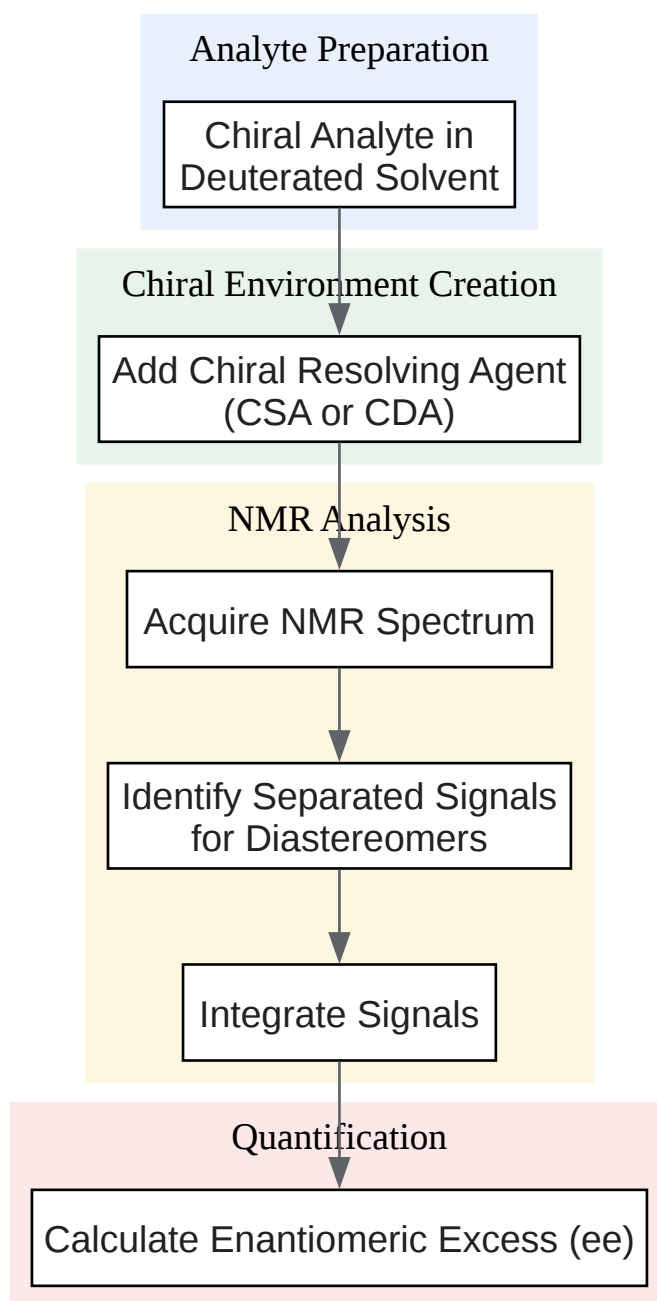 Analyte Preparation
Chiral Analyte in
Deuterated Solvent
Chiral Environment Creation
Add Chiral Resolving Agent
(CSA or CDA)
NMR Analysis
Acquire NMR Spectrum
Identify Separated Signals
for Diastereomers
Integrate Signals
Quantification
Calculate Enantiomeric Excess (ee)